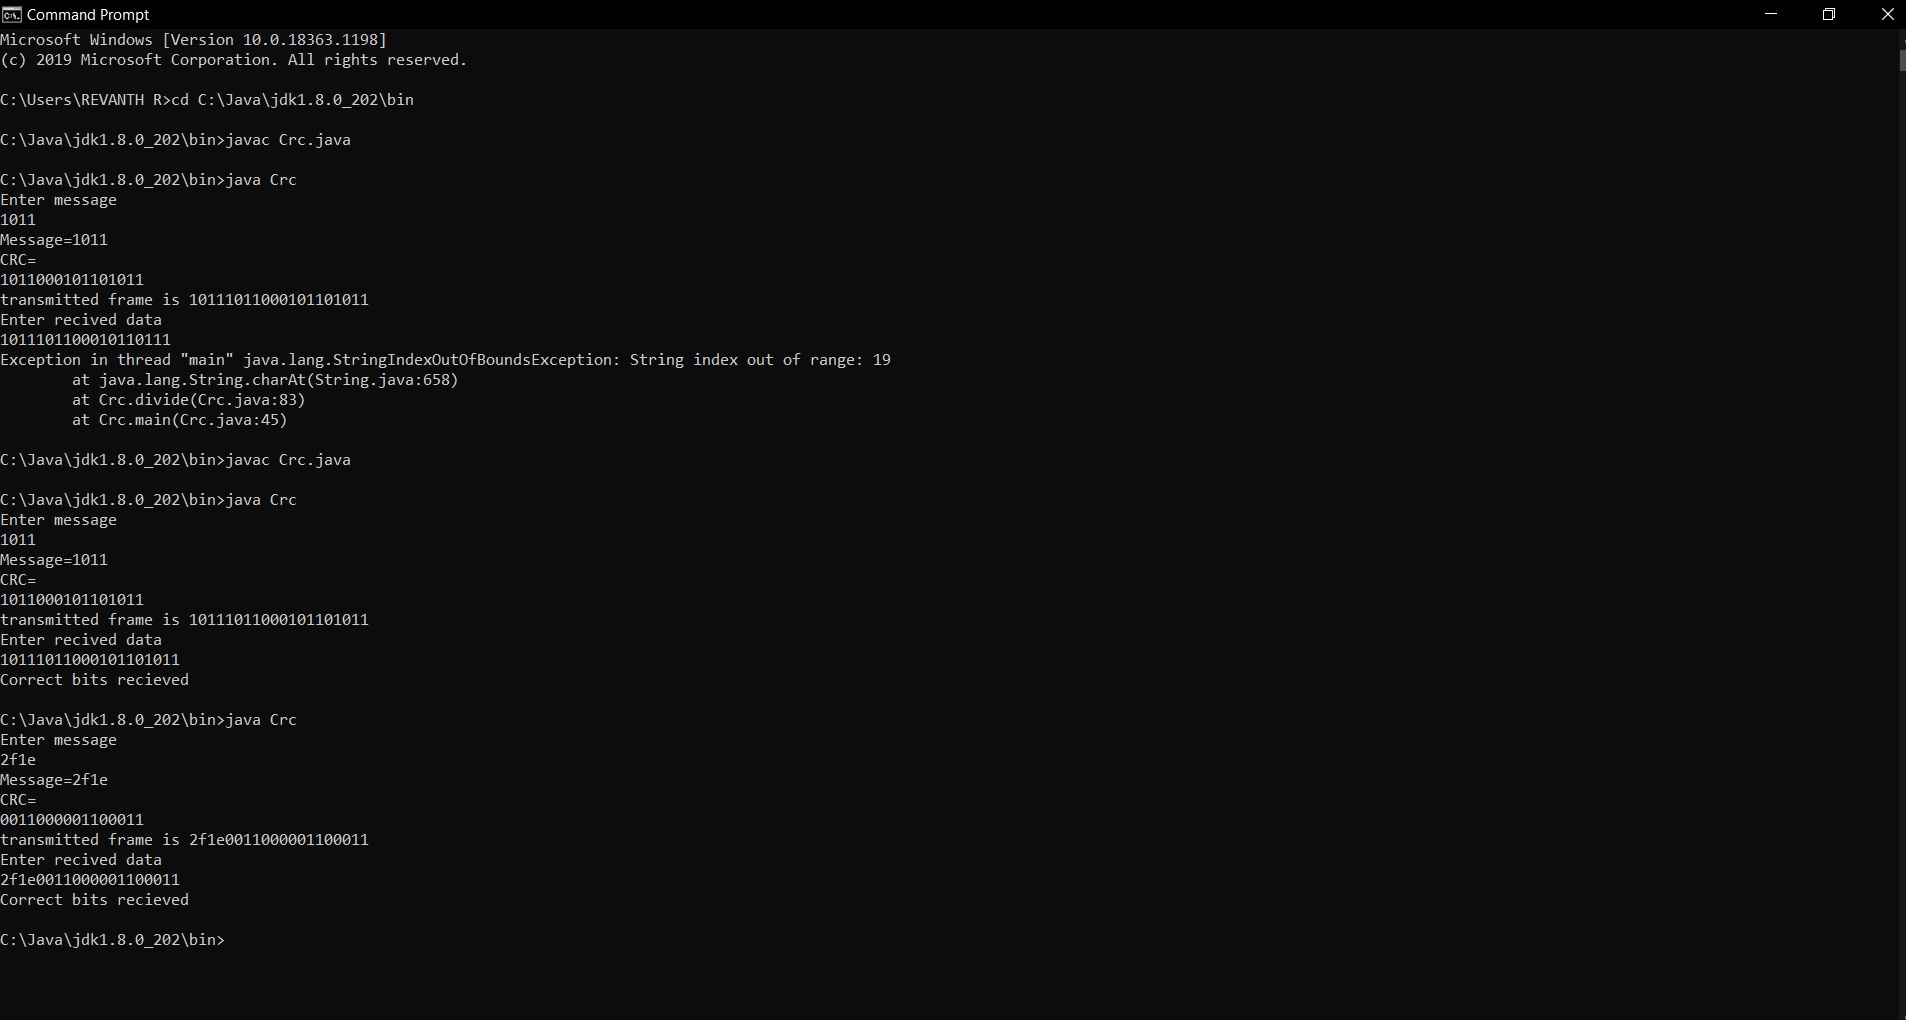 Command Prompt
Microsoft Windows [Version 10.0.18363.1198]
(c) 2019 Microsoft Corporation. All rights reserved.
C:\Users\REVANTH R>cd C:\Java\jdk1.8.0_202\bin
C:\Java\jdk1.8.0_202\bin>javac Crc.java
C:\Java\jdk1.8.0_202\bin>java Crc
Enter message
1011
Message=1011
CRC=
1011000101101011
transmitted frame is 10111011000101101011
Enter recived data
1011101100010110111
Exception in thread "main" java.lang.StringIndexOutOfBoundsException: String index out of range: 19
        at java.lang.String.charAt(String.java:658)
        at Crc.divide(Crc.java:83)
        at Crc.main(Crc.java:45)
C:\Java\jdk1.8.0_202\bin>javac Crc.java
C:\Java\jdk1.8.0_202\bin>java Crc
Enter message
1011
Message=1011
CRC=
1011000101101011
transmitted frame is 10111011000101101011
Enter recived data
10111011000101101011
Correct bits recieved
C:\Java\jdk1.8.0_202\bin>java Crc
Enter message
2f1e
Message=2f1e
CRC=
0011000001100011
transmitted frame is 2f1e0011000001100011
Enter recived data
2f1e0011000001100011
Correct bits recieved
C:\Java\jdk1.8.0_202\bin>